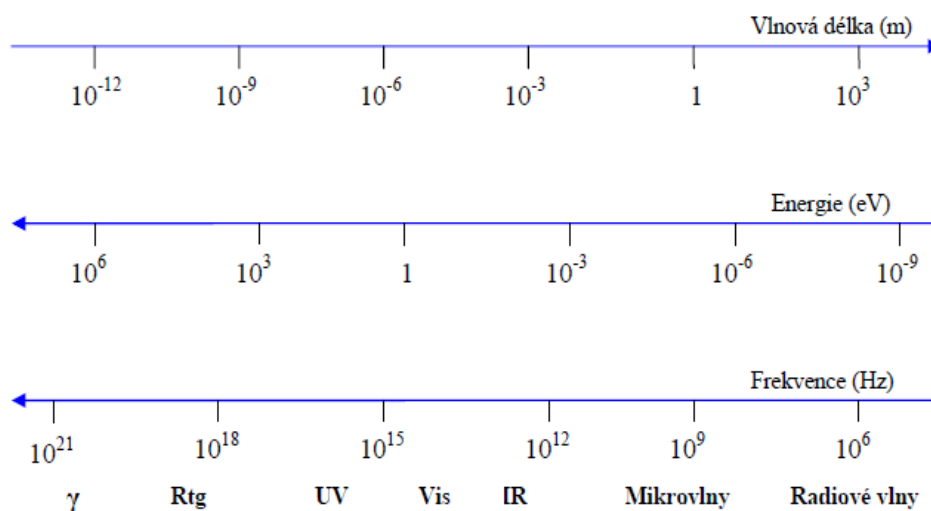 Vlnová délka (m)
10⁻¹² 10⁻⁹ 10⁻⁶ 10⁻³ 1 10³
Energie (eV)
10⁶ 10³ 1 10⁻³ 10⁻⁶ 10⁻⁹
Frekvence (Hz)
10²¹ 10¹⁸ 10¹⁵ 10¹² 10⁹ 10⁶
γ Rtg UV Vis IR Mikrovlny Radiové vlny